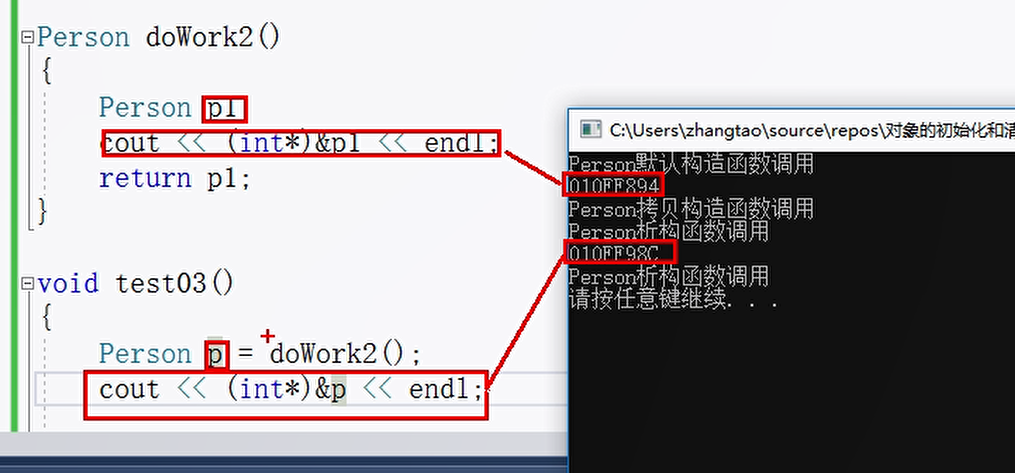 Person doWork2()
{
Person p1
cout << (int*)&p1 << endl;
return p1;
}
void test03()
{
Person p = doWork2();
cout << (int*)&p << endl;
C:\Users\zhangtao\source\repos\对象的初始化和清
Person默认构造函数调用
010FF894
Person拷贝构造函数调用
Person析构函数调用
010FF98C
Person析构函数调用
请按任意键继续. . .